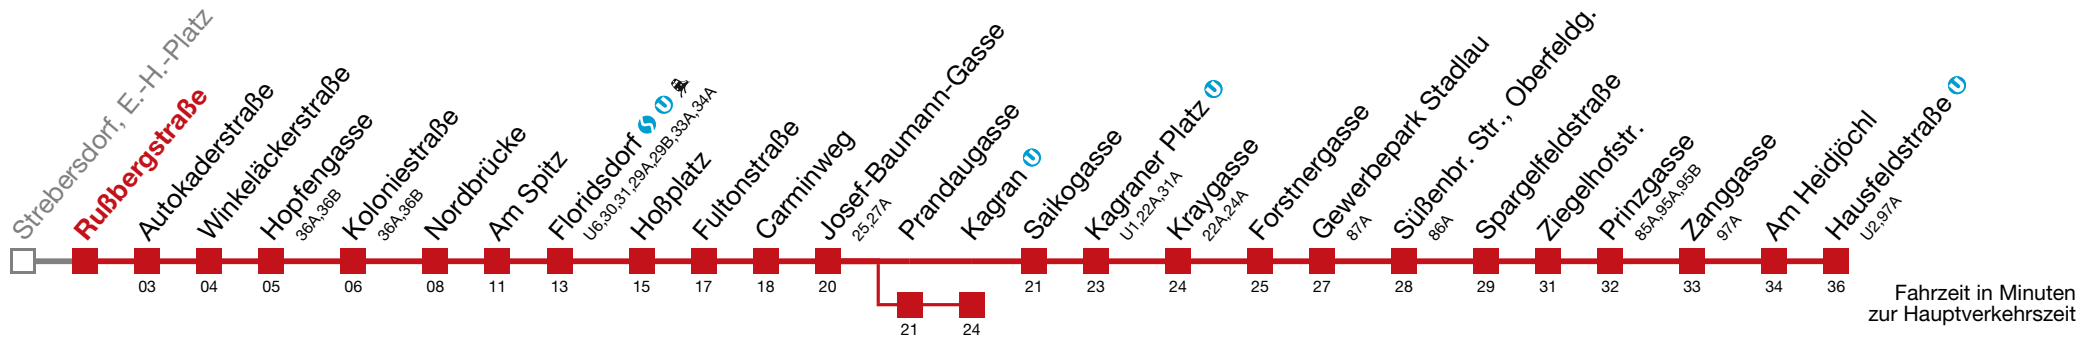 Strebersdorf, E.-H.-Platz
Rußbergstraße
Autokaderstraße
03
Winkeläckerstraße
04
Hopfengasse
36A,36B
05
Koloniestraße
36A,36B
06
Nordbrücke
08
Am Spitz
11
Floridsdorf
U6,30,31,29A,29B,33A,34A
13
Hoßplatz
15
Fultonstraße
17
Carminweg
18
Josef-Baumann-Gasse
25,27A
20
Prandaugasse
21
Kagran U
24
Saikogasse
21
Kagraner Platz U
U1,22A,31A
23
Kraygasse
22A,24A
24
Forstnergasse
25
Gewerbepark Stadlau
87A
27
Süßenbr. Str., Oberfeldg.
86A
28
Spargelfeldstraße
29
Ziegelhofstr.
31
Prinzgasse
85A,95A,95B
32
Zanggasse
97A
33
Am Heidjöchl
34
Hausfeldstraße U
U2,97A
36
Fahrzeit in Minuten
zur Hauptverkehrszeit